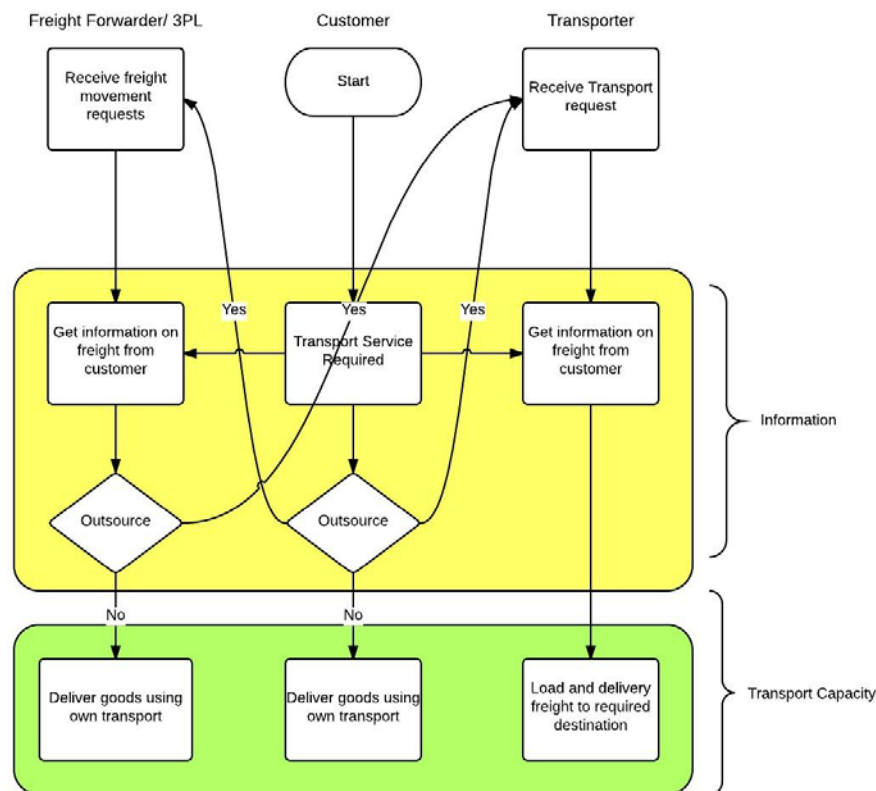 Freight Forwarder/ 3PL
Customer
Transporter
Receive freight
movement
requests
Start
Receive Transport
request
Yes
Yes
Yes
Get information on
freight from
customer
Transport Service
Required
Get information on
freight from
customer
Information
Outsource
Outsource
No
No
Deliver goods using
own transport
Deliver goods using
own transport
Load and delivery
freight to required
destination
Transport Capacity